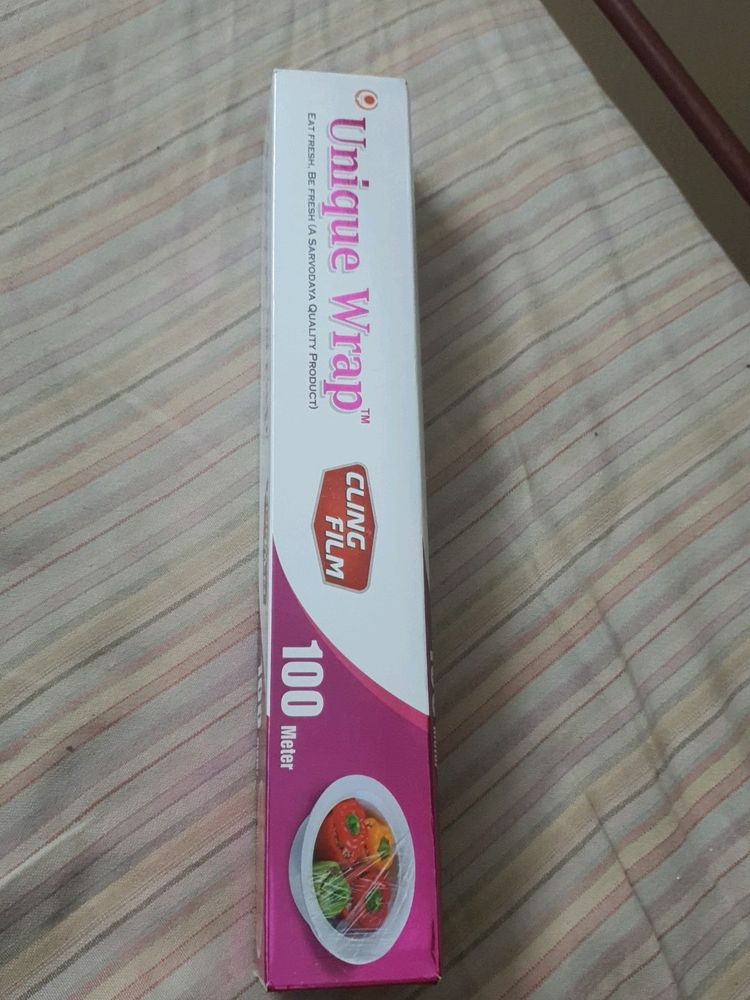 Unique Wrap™
EAT FRESH, BE FRESH (A SARVODAYA QUALITY PRODUCT)
CLING
FILM
100 Meter